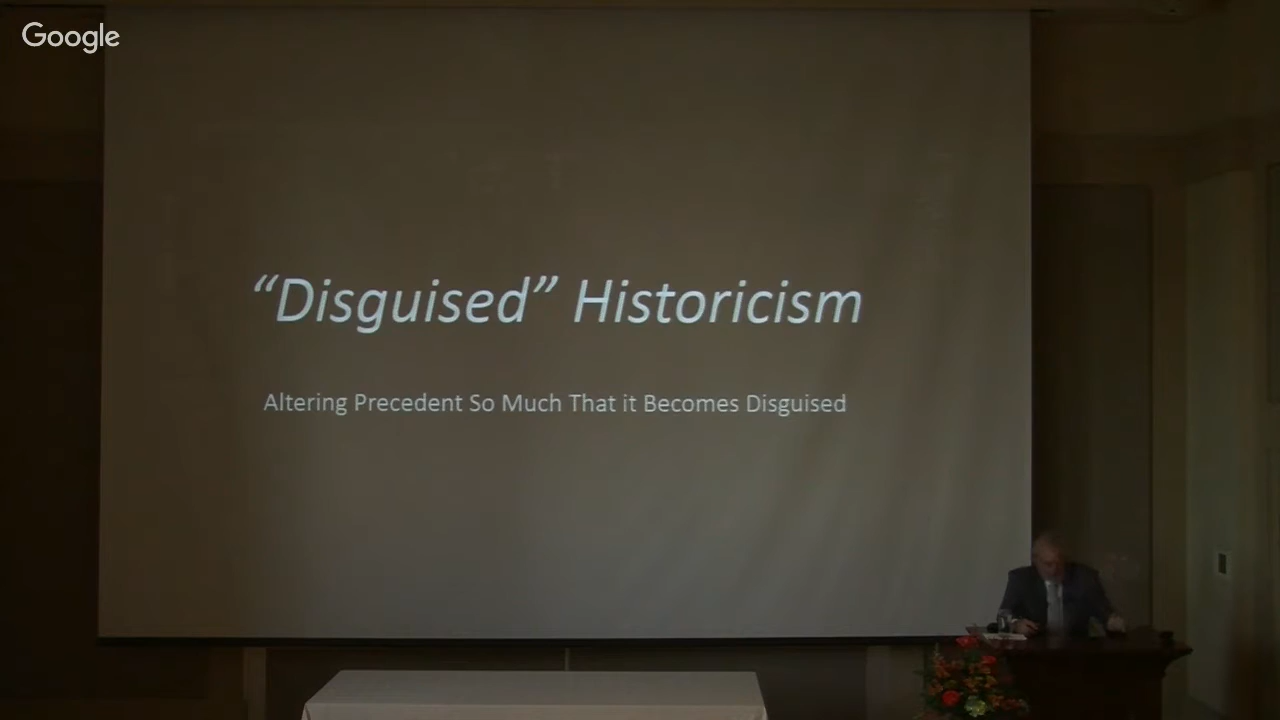 Google
“Disguised” Historicism
Altering Precedent So Much That it Becomes Disguised